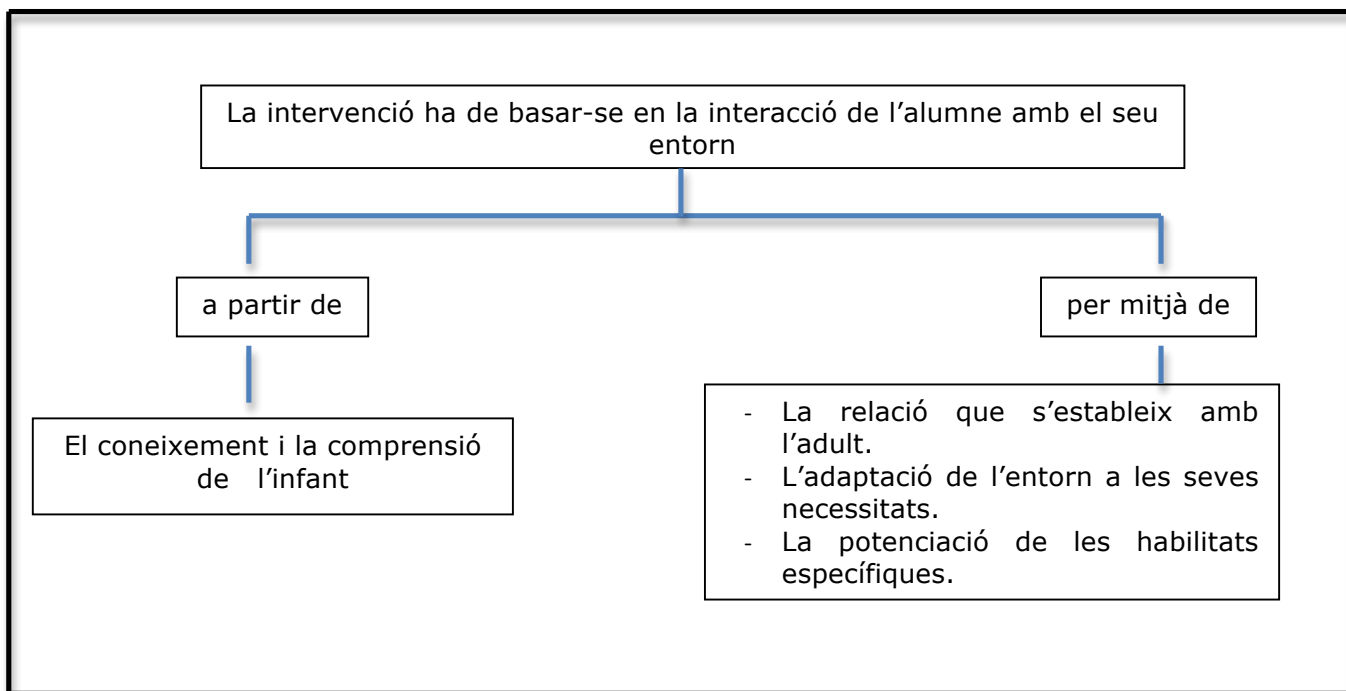 La intervenció ha de basar-se en la interacció de l’alumne amb el seu
entorn
a partir de
per mitjà de
El coneixement i la comprensió
de l’infant
- La relació que s’estableix amb
l’adult.
- L’adaptació de l’entorn a les seves
necessitats.
- La potenciació de les habilitats
específiques.